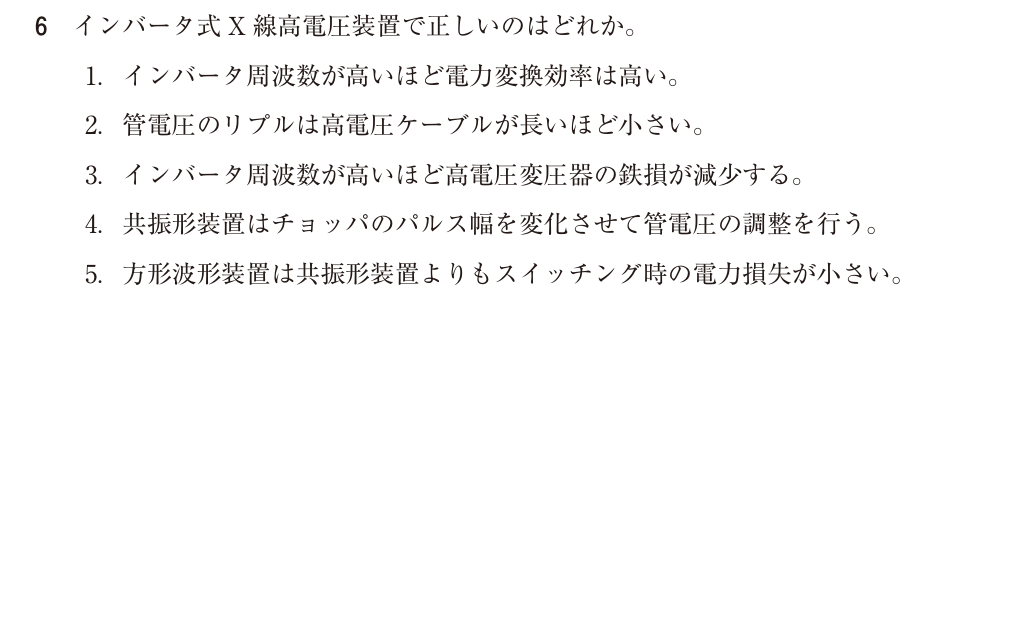 6 インバータ式 X 線高電圧装置で正しいのはどれか。
1. インバータ周波数が高いほど電力変換効率は高い。
2. 管電圧のリプルは高電圧ケーブルが長いほど小さい。
3. インバータ周波数が高いほど高電圧変圧器の鉄損が減少する。
4. 共振形装置はチョッパのパルス幅を変化させて管電圧の調整を行う。
5. 方形波形装置は共振形装置よりもスイッチング時の電力損失が小さい。